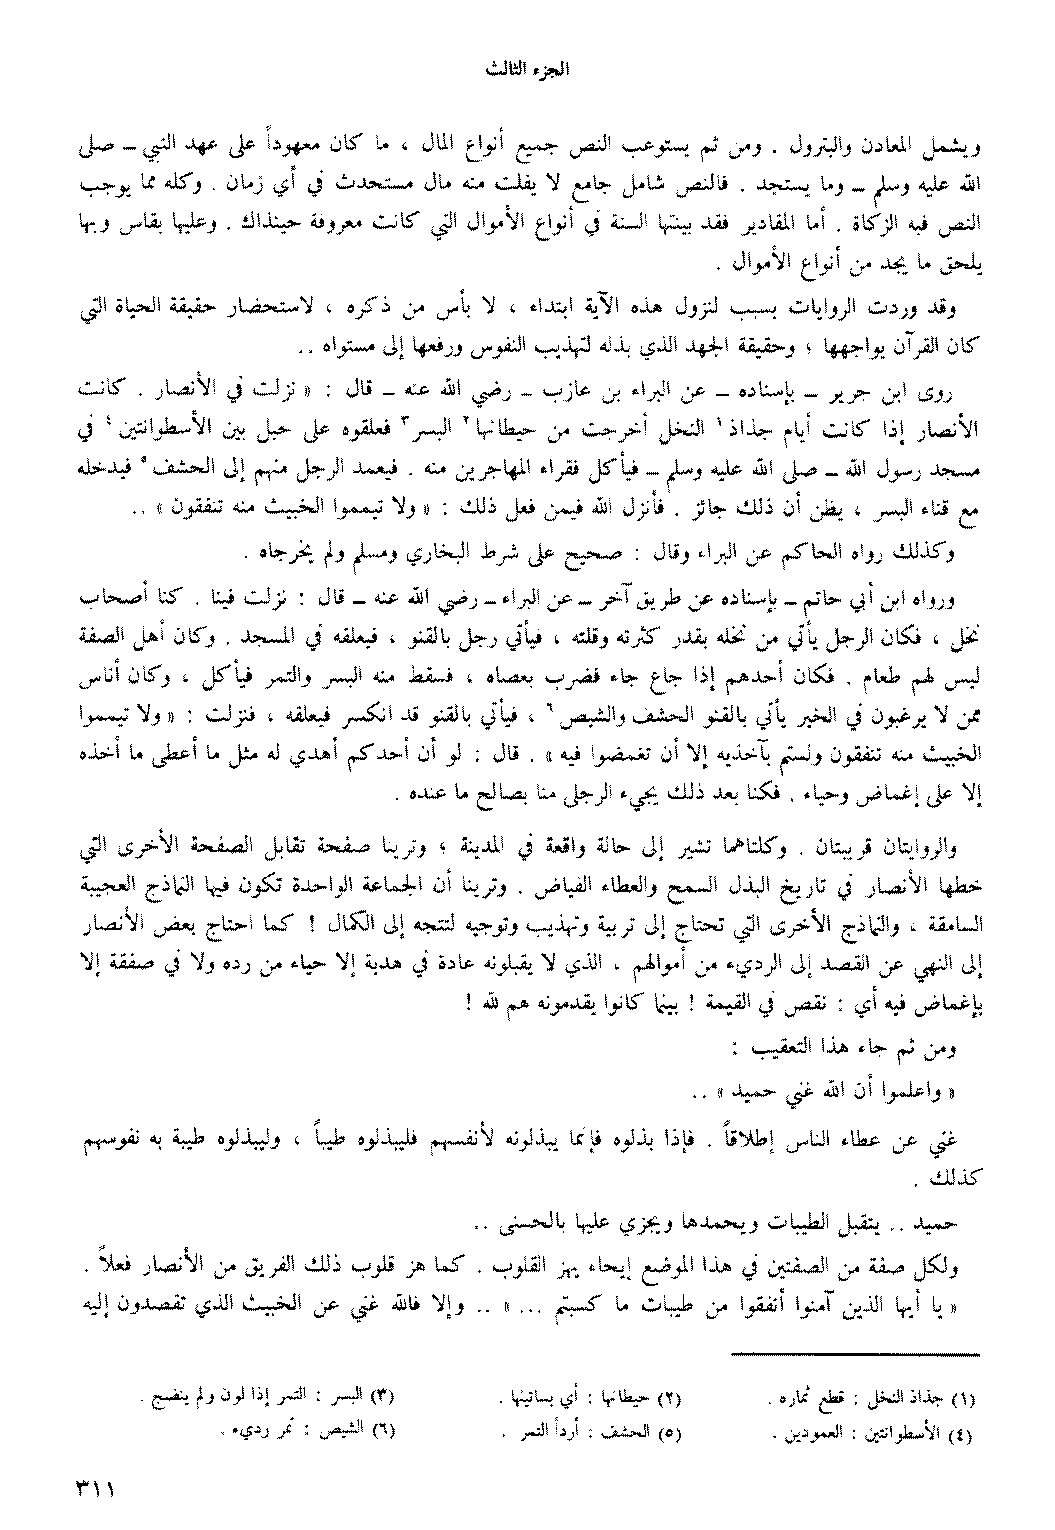 الجزء الثالث
ويشمل المعادن والبترول . ومن ثم يستوعب النص جميع أنواع المال ، ما كان معهوداً على عهد النبي – صلى
الله عليه وسلم – وما يستجد . فالنص شامل جامع لا يفلت منه مال مستحدث في أي زمان . وكله مما يوجب
النص فيه الزكاة . أما المقادير فقد بينتها السنة في أنواع الأموال التي كانت معروفة حينذاك . وعليها يقاس وبها
يلحق ما يجد من أنواع الأموال .
وقد وردت الروايات بسبب لنزول هذه الآية ابتداء ، لا بأس من ذكره ، لاستحضار حقيقة الحياة التي
كان القرآن يواجهها ؛ وحقيقة الجهد الذي بذله لتهذيب النفوس ورفعها إلى مستواه ..
روى ابن جرير – بإسناده – عن البراء بن عازب – رضي الله عنه – قال : « نزلت في الأنصار . كانت
الأنصار إذا كانت أيام جذاذ١ النخل أخرجت من حيطانها٢ البسر٣ فعلقوه على حبل بين الأسطوانتين٤ في
مسجد رسول الله – صلى الله عليه وسلم – فيأكل فقراء المهاجرين منه . فيعمد الرجل منهم إلى الحشف٥ فيدخله
مع قناء البسر ، يظن أن ذلك جائز . فأنزل الله فيمن فعل ذلك : « ولا تيمموا الخبيث منه تنفقون » ..
وكذلك رواه الحاكم عن البراء وقال : صحيح على شرط البخاري ومسلم ولم يخرجاه .
ورواه ابن أبي حاتم – بإسناده عن طريق آخر – عن البراء – رضي الله عنه – قال : نزلت فينا . كنا أصحاب
نخل ، فكان الرجل يأتي من نخله بقدر كثرته وقلته ، فيأتي رجل بالقنو ، فيعلقه في المسجد . وكان أهل الصفة
ليس لهم طعام . فكان أحدهم إذا جاع جاء فضرب بعصاه ، فسقط منه البسر والتمر فيأكل ، وكان أناس
ممن لا يرغبون في الخير يأتي بالقنو الحشف والشيص٦ ، فيأتي بالقنو قد انكسر فيعلقه ، فنزلت : « ولا تيمموا
الخبيث منه تنفقون ولستم بآخذيه إلا أن تغمضوا فيه » . قال : لو أن أحدكم أهدي له مثل ما أعطى ما أخذه
إلا على إغماض وحياء . فكنا بعد ذلك يجيء الرجل منا بصالح ما عنده .
والروايتان قريبتان . وكلتاهما تشير إلى حالة واقعة في المدينة ؛ وترينا صفحة تقابل الصفحة الأخرى التي
خطها الأنصار في تاريخ البذل السمح والعطاء الفياض . وترينا أن الجماعة الواحدة تكون فيها النماذج العجيبة
السامقة ، والنماذج الأخرى التي تحتاج إلى تربية وتهذيب وتوجيه لتتجه إلى الكمال ! كما احتاج بعض الأنصار
إلى النهي عن القصد إلى الرديء من أموالهم ، الذي لا يقبلونه عادة في هدية إلا حياء من رده ولا في صفقة إلا
بإغماض فيه أي : نقص في القيمة ! بينما كانوا يقدمونه هم لله !
ومن ثم جاء هذا التعقيب :
« واعلموا أن الله غني حميد » ..
غني عن عطاء الناس إطلاقاً . فإذا بذلوه فإنما يبذلونه لأنفسهم فليبذلوه طيباً ، وليبذلوه طيبة به نفوسهم
كذلك .
حميد .. يتقبل الطيبات ويحمدها ويجزي عليها بالحسنى ..
ولكل صفة من الصفتين في هذا الموضع إيحاء يهز القلوب . كما هز قلوب ذلك الفريق من الأنصار فعلاً .
« يا أيها الذين آمنوا أنفقوا من طيبات ما كسبتم ... » .. وإلا فالله غني عن الخبيث الذي تقصدون إليه
(١) جذاذ النخل : قطع ثماره . (٢) حيطانها : أي بساتينها . (٣) البسر : التمر إذا لون ولم ينضج .
(٤) الأسطوانتين : العمودين . (٥) الحشف : أردأ التمر . (٦) الشيص : تمر رديء .
٣١١